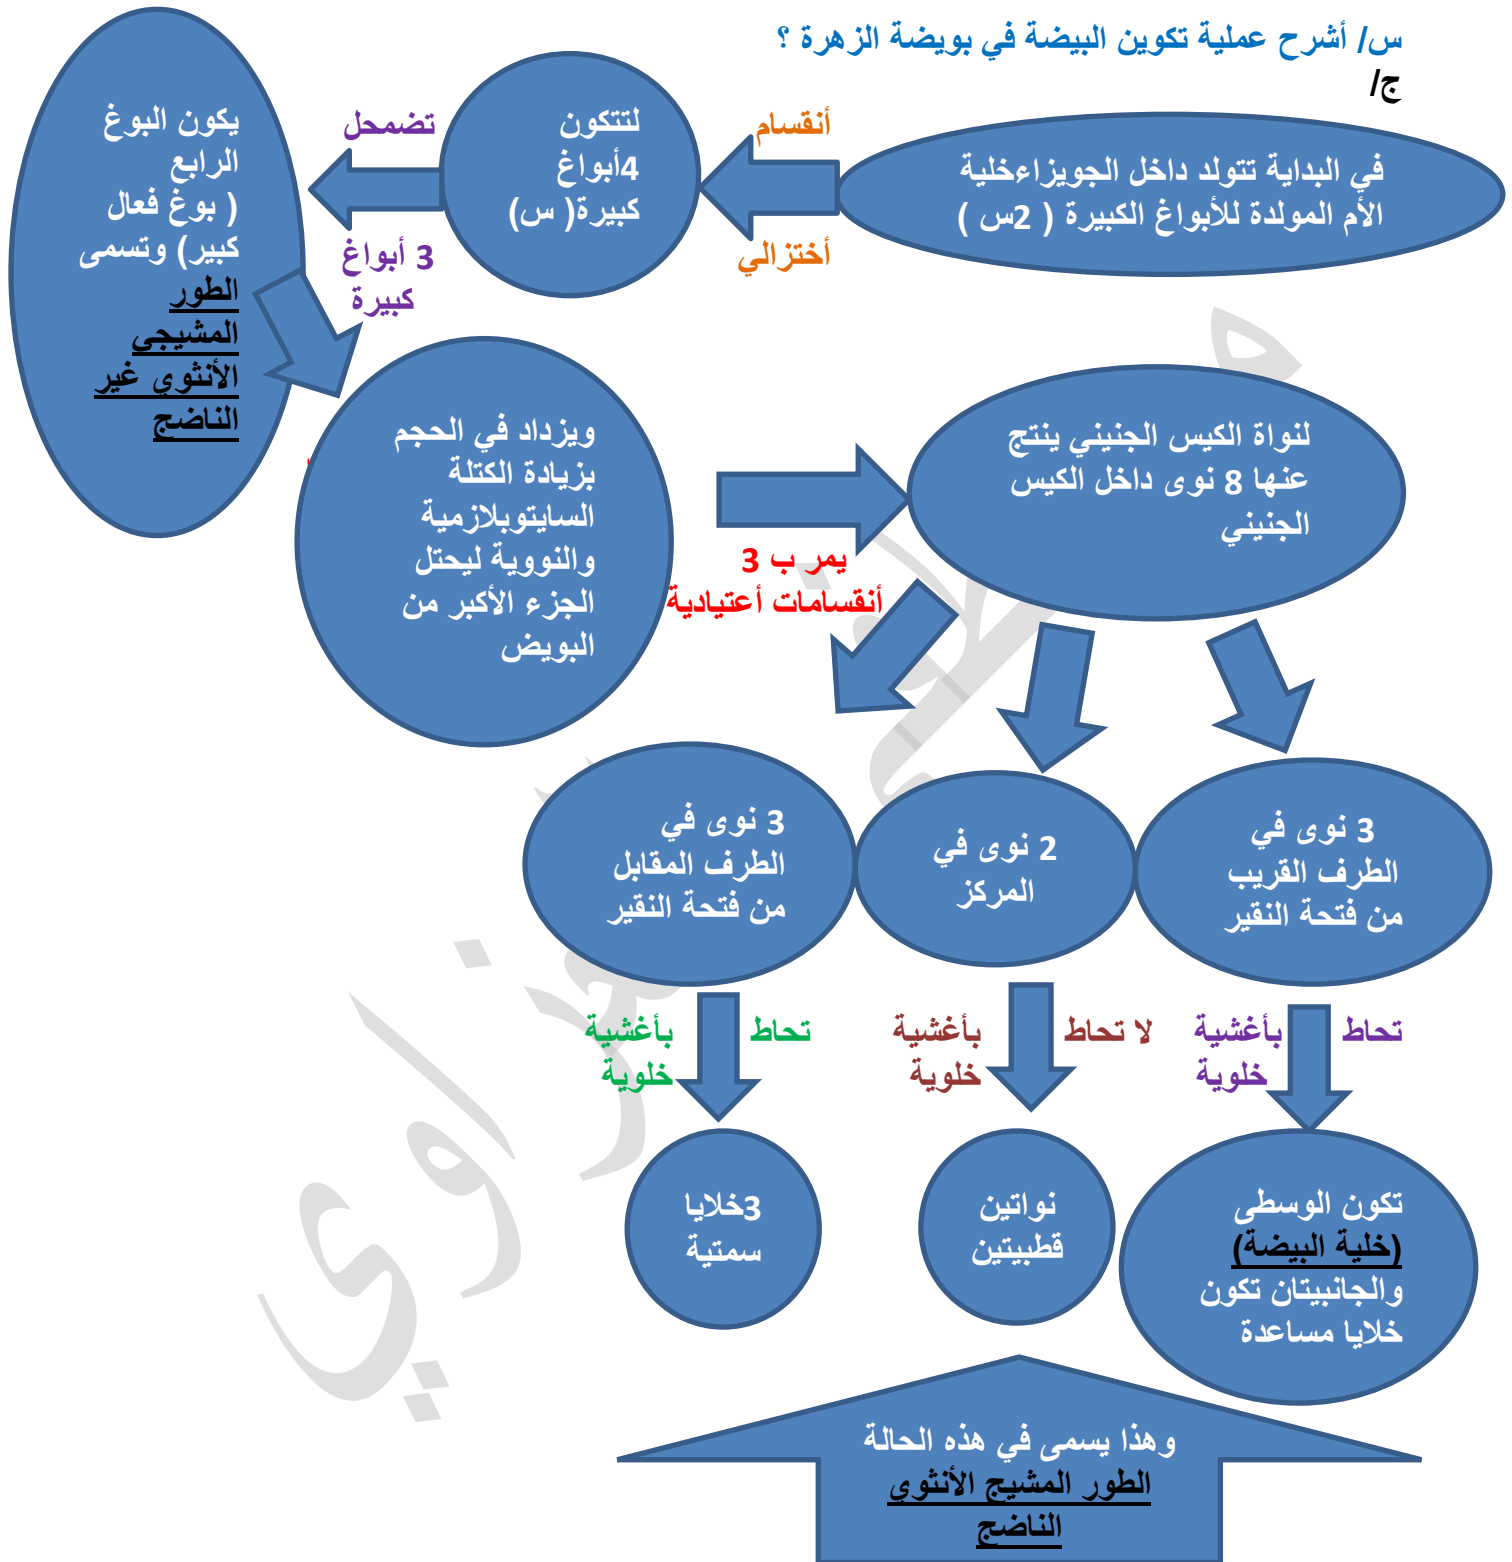 س/ أشرح عملية تكوين البيضة في بويضة الزهرة ؟
ج/
في البداية تتولد داخل الجويزاءخلية
الأم المولدة للأبواغ الكبيرة ( 2س )
أنقسام
أختزالي
لتتكون
4أبواغ
كبيرة( س)
تضمحل
3 أبواغ
كبيرة
يكون البوغ
الرابع
( بوغ فعال
كبير) وتسمى
الطور
المشيجي
الأنثوي غير
الناضج
ويزداد في الحجم
بزيادة الكتلة
السايتوبلازمية
والنووية ليحتل
الجزء الأكبر من
البويض
يمر ب 3
أنقسامات أعتيادية
لنواة الكيس الجنيني ينتج
عنها 8 نوى داخل الكيس
الجنيني
3 نوى في
الطرف القريب
من فتحة النقير
2 نوى في
المركز
3 نوى في
الطرف المقابل
من فتحة النقير
تحاط بأغشية
خلوية
لا تحاط بأغشية
خلوية
تحاط بأغشية
خلوية
تكون الوسطى
(خلية البيضة)
والجانبيتان تكون
خلايا مساعدة
نواتين
قطبيتين
3خلايا
سمتية
وهذا يسمى في هذه الحالة
الطور المشيج الأنثوي
الناضج